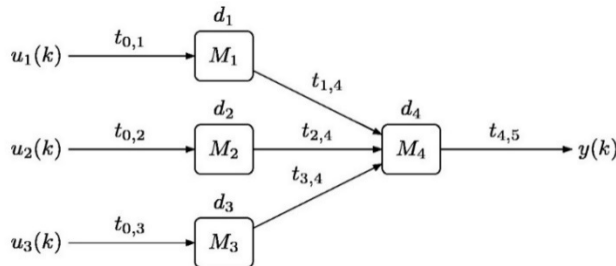 d₁
t₀,₁
u₁(k) M₁
t₁,₄
d₂ d₄
t₀,₂ t₂,₄ t₄,₅
u₂(k) M₂ M₄ y(k)
t₃,₄
d₃
t₀,₃
u₃(k) M₃